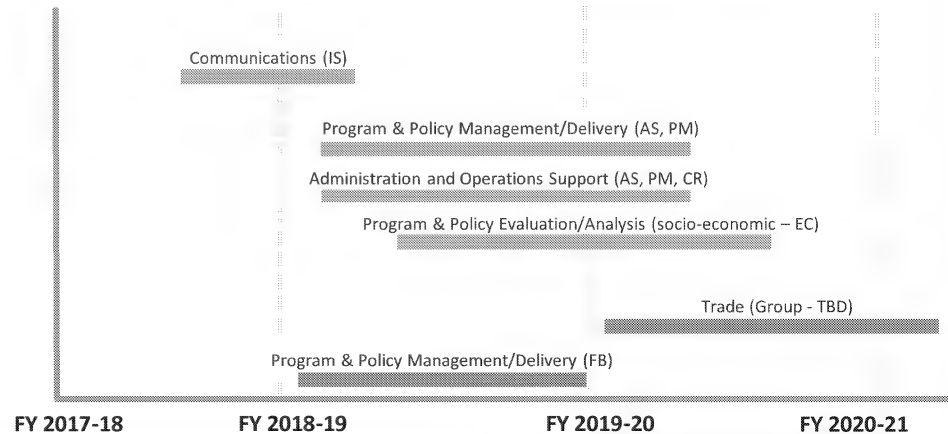 Communications (IS)
Program & Policy Management/Delivery (AS, PM)
Administration and Operations Support (AS, PM, CR)
Program & Policy Evaluation/Analysis (socio-economic – EC)
Trade (Group - TBD)
Program & Policy Management/Delivery (FB)
FY 2017-18 FY 2018-19 FY 2019-20 FY 2020-21